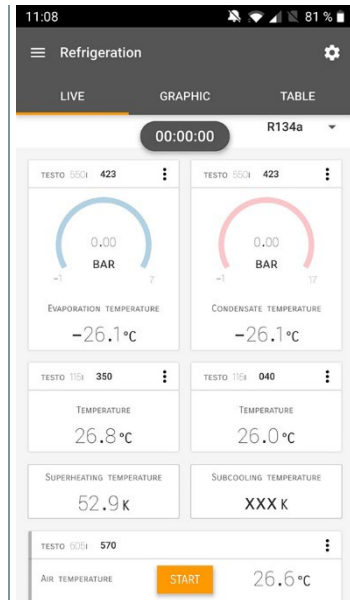 11:08 81 %
Refrigeration
LIVE GRAPHIC TABLE
00:00:00 R134a
TESTO 550i 423 TESTO 550i 423
0.00 0.00
BAR BAR
-1 7 -1 17
EVAPORATION TEMPERATURE CONDENSATE TEMPERATURE
-26.1°C -26.1°C
TESTO 115i 350 TESTO 115i 040
TEMPERATURE TEMPERATURE
26.8°C 26.0°C
SUPERHEATING TEMPERATURE SUBCOOLING TEMPERATURE
52.9 K XXX K
TESTO 605i 570
AIR TEMPERATURE START 26.6°C